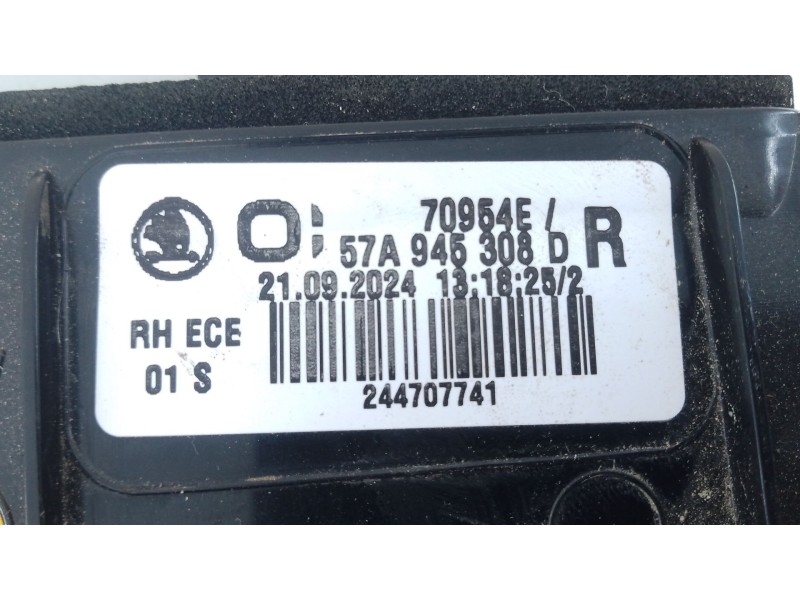 70954E /
57A 945 308 D R
21.09.2024 13:18:25/2
RH ECE
01 S
244707741